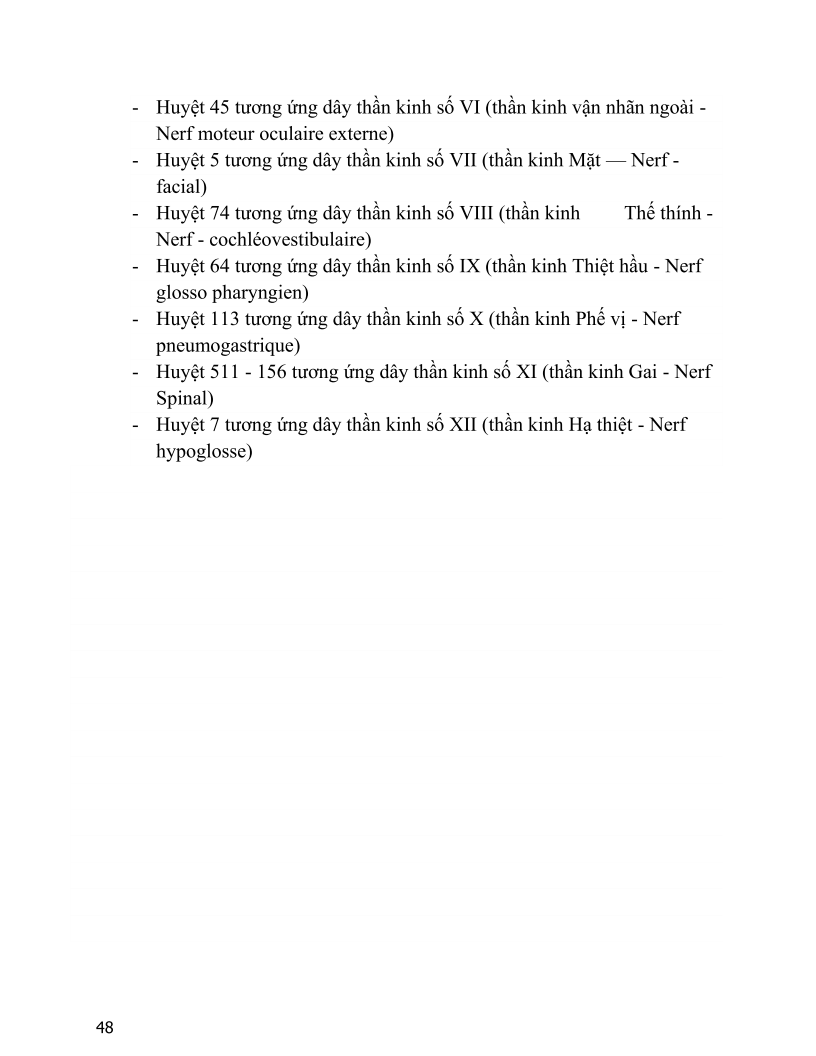 - Huyệt 45 tương ứng dây thần kinh số VI (thần kinh vận nhãn ngoài -
Nerf moteur oculaire externe)
- Huyệt 5 tương ứng dây thần kinh số VII (thần kinh Mặt — Nerf -
facial)
- Huyệt 74 tương ứng dây thần kinh số VIII (thần kinh Thế thính -
Nerf - cochléovestibulaire)
- Huyệt 64 tương ứng dây thần kinh số IX (thần kinh Thiệt hầu - Nerf
glosso pharyngien)
- Huyệt 113 tương ứng dây thần kinh số X (thần kinh Phế vị - Nerf
pneumogastrique)
- Huyệt 511 - 156 tương ứng dây thần kinh số XI (thần kinh Gai - Nerf
Spinal)
- Huyệt 7 tương ứng dây thần kinh số XII (thần kinh Hạ thiệt - Nerf
hypoglosse)
48